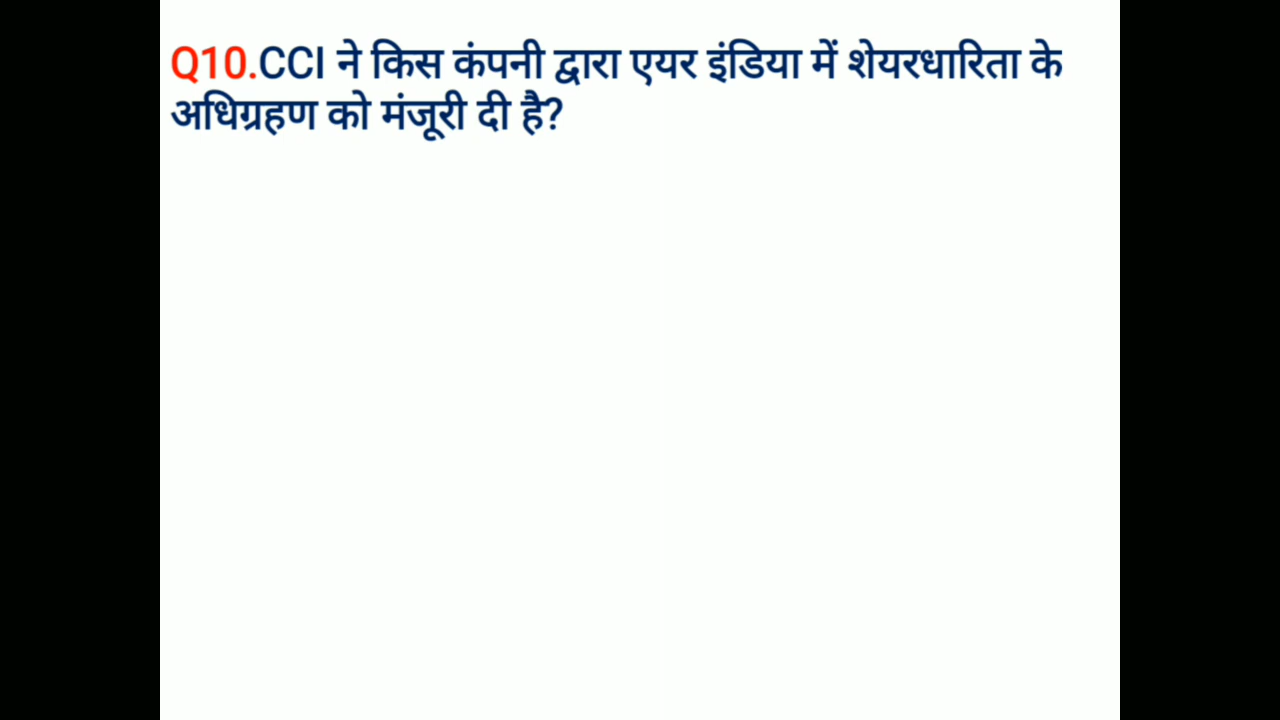 Q10.CCI ने किस कंपनी द्वारा एयर इंडिया में शेयरधारिता के
अधिग्रहण को मंजूरी दी है?